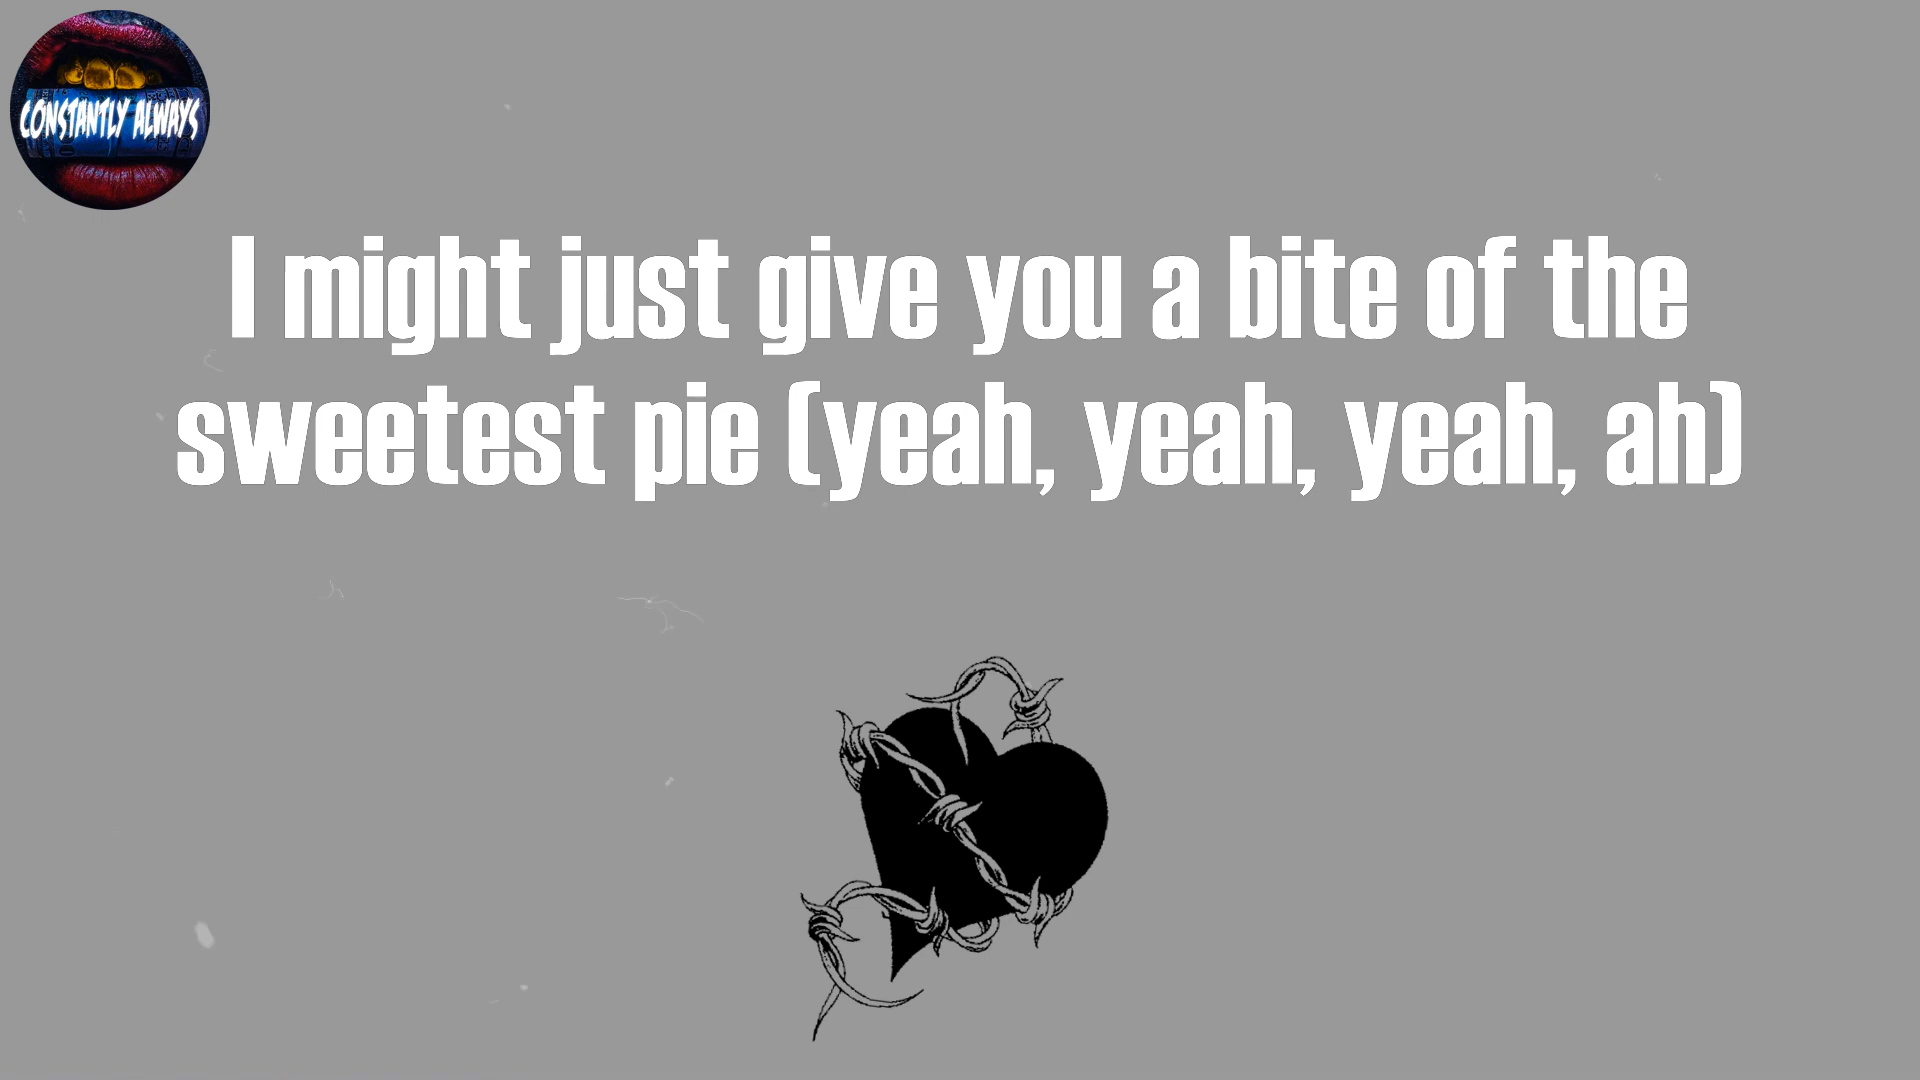 CONSTANTLY ALWAYS
I might just give you a bite of the
sweetest pie (yeah, yeah, yeah, ah)